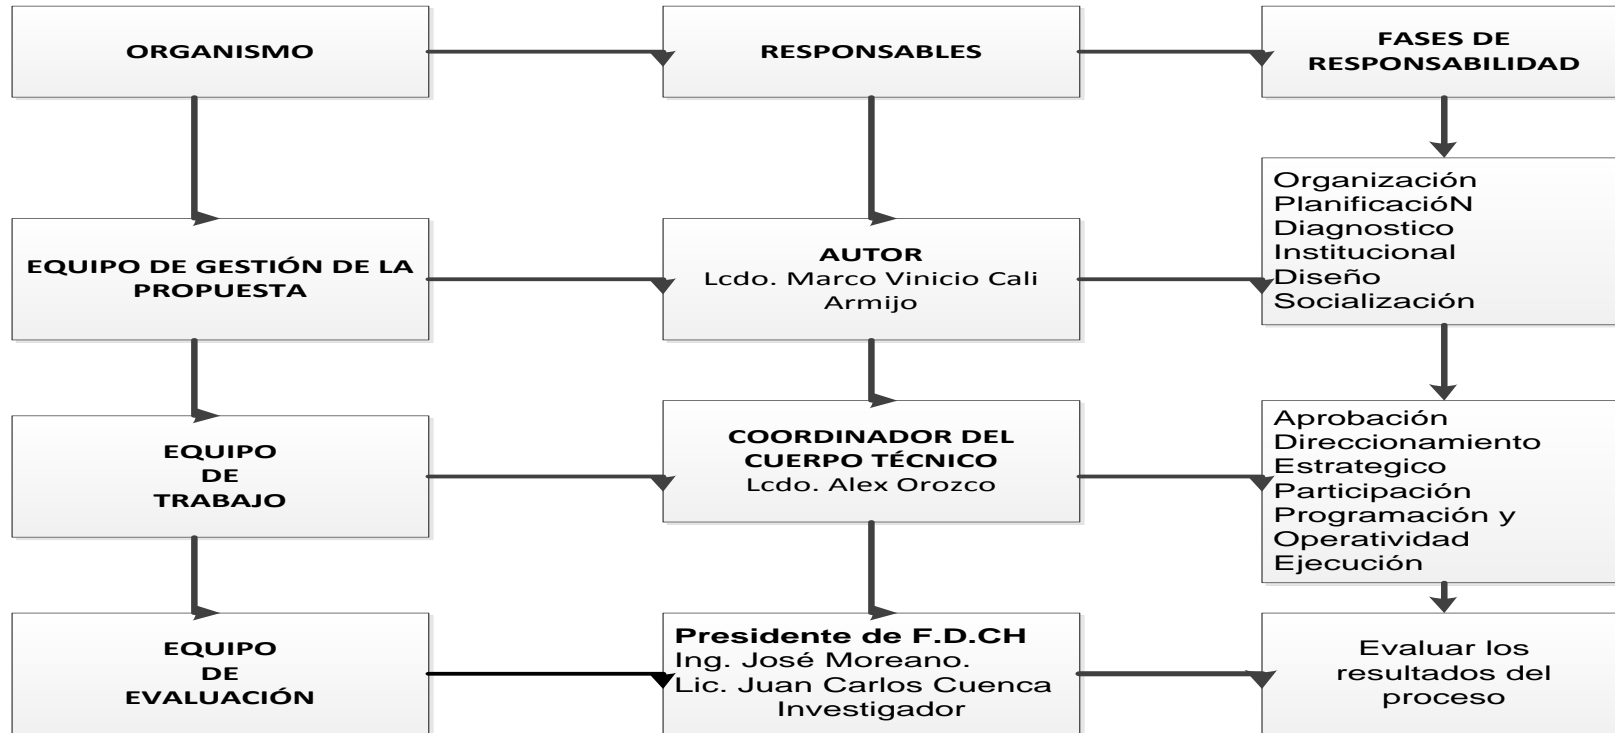 ORGANISMO
RESPONSABLES
FASES DE
RESPONSABILIDAD
EQUIPO DE GESTIÓN DE LA
PROPUESTA
AUTOR
Lcdo. Marco Vinicio Cali
Armijo
Organización
PlanificacióN
Diagnostico
Institucional
Diseño
Socialización
EQUIPO
DE
TRABAJO
COORDINADOR DEL
CUERPO TÉCNICO
Lcdo. Alex Orozco
Aprobación
Direccionamiento
Estrategico
Participación
Programación y
Operatividad
Ejecución
EQUIPO
DE
EVALUACIÓN
Presidente de F.D.CH
Ing. José Moreano.
Lic. Juan Carlos Cuenca
Investigador
Evaluar los
resultados del
proceso